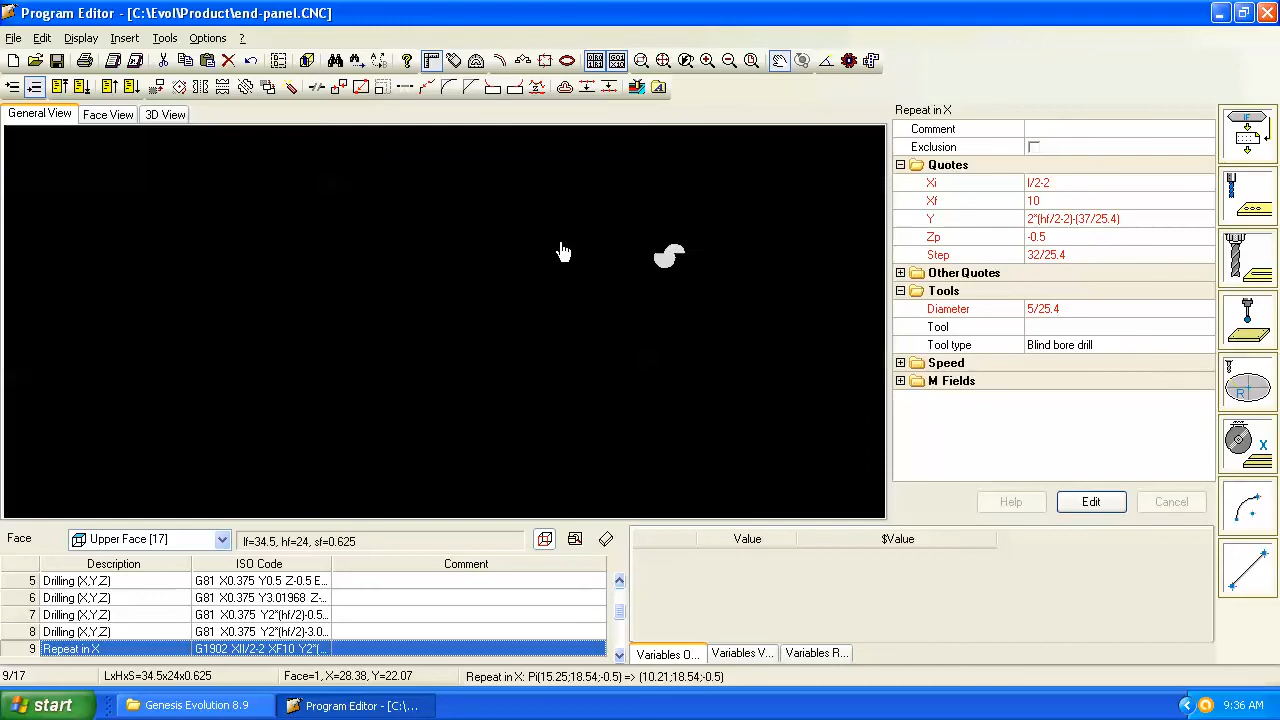 Program Editor - [C:\Evol\Product\end-panel.CNC]
File Edit Display Insert Tools Options ?
General View Face View 3D View
Repeat in X
Comment
Exclusion
Quotes
Xi l/2-2
Xf 10
Y 2*(hf/2-2)-(37/25.4)
Zp -0.5
Step 32/25.4
Other Quotes
Tools
Diameter 5/25.4
Tool
Tool type Blind bore drill
Speed
M Fields
Help Edit Cancel
Face Upper Face [17] lf=34.5, hf=24, sf=0.625
Value $Value
Description ISO Code Comment
5 Drilling (X,Y,Z) G81 X0.375 Y0.5 Z-0.5 E...
6 Drilling (X,Y,Z) G81 X0.375 Y3.01968 Z-...
7 Drilling (X,Y,Z) G81 X0.375 Y2*(hf/2)-0.5...
8 Drilling (X,Y,Z) G81 X0.375 Y2*(hf/2)-3.0...
9 Repeat in X G1902 XIl/2-2 XF10 Y2*(...
Variables O... Variables V... Variables R...
9/17 LxHxS=34.5x24x0.625 Face=1, X=28.38, Y=22.07 Repeat in X: Pi(15.25;18.54;-0.5) => (10.21;18.54;-0.5)
start Genesis Evolution 8.9 Program Editor - [C:\... 9:36 AM